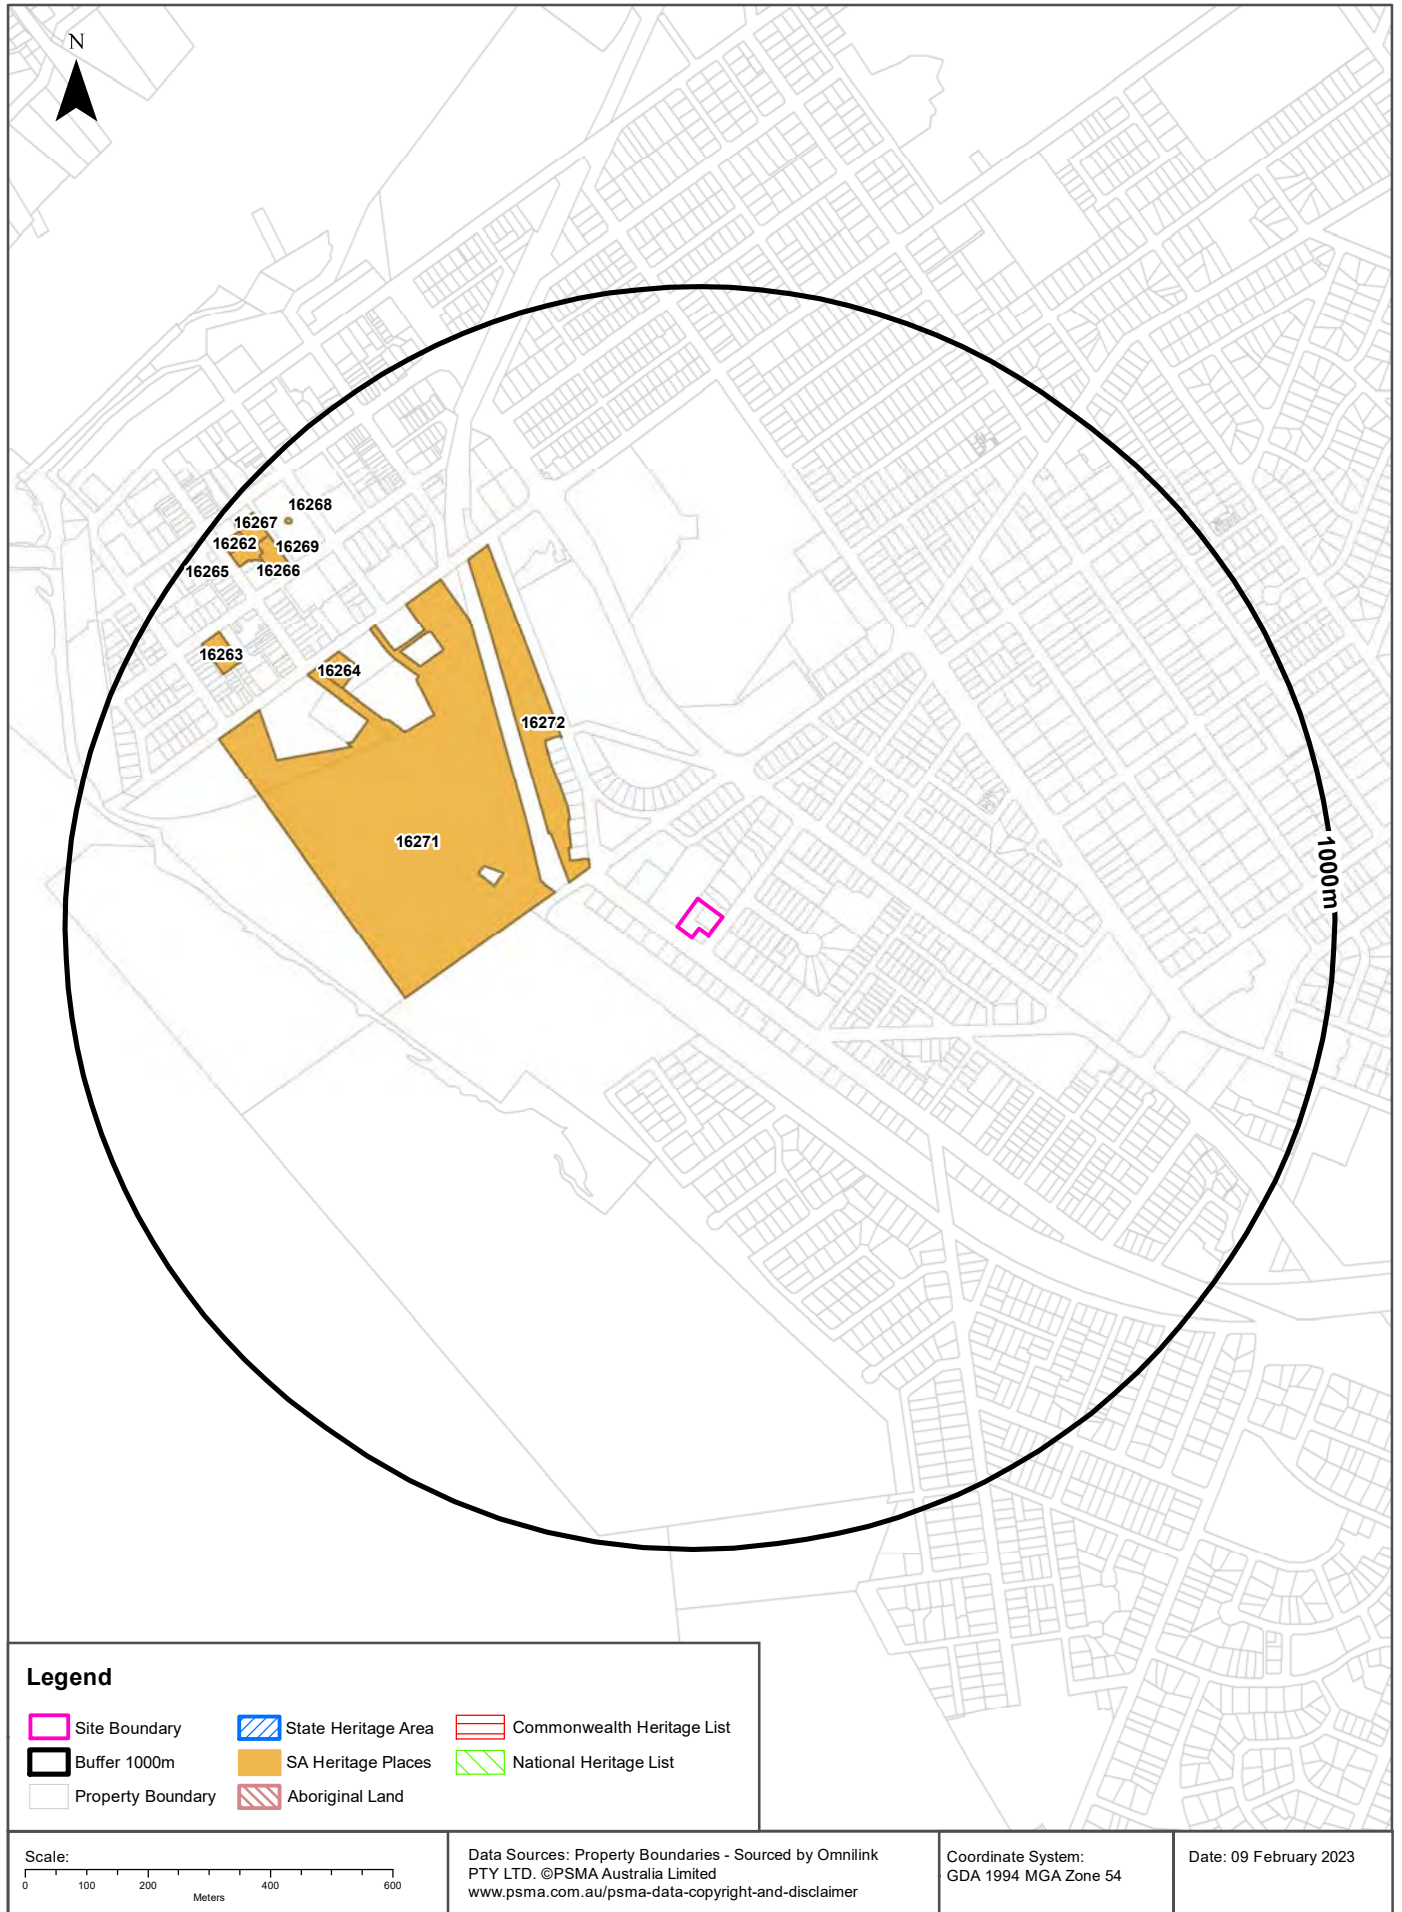 N
16268
16267
16262
16269
16265
16266
16263
16264
16272
16271
1000m
Legend
Site Boundary
State Heritage Area
Commonwealth Heritage List
Buffer 1000m
SA Heritage Places
National Heritage List
Property Boundary
Aboriginal Land
Scale:
0 100 200 400 600
Meters
Data Sources: Property Boundaries - Sourced by Omnilink
PTY LTD. ©PSMA Australia Limited
www.psma.com.au/psma-data-copyright-and-disclaimer
Coordinate System:
GDA 1994 MGA Zone 54
Date: 09 February 2023